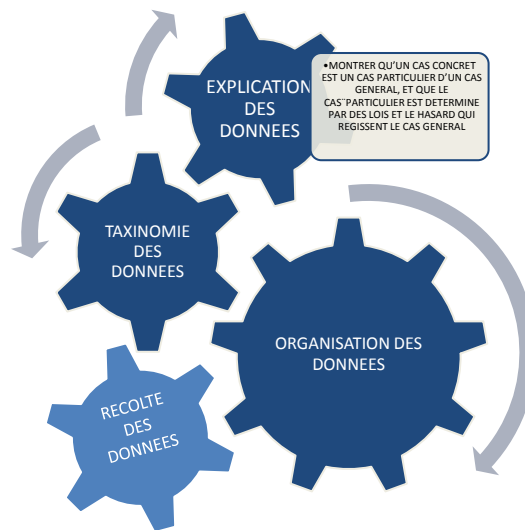 EXPLICATION
DES
DONNEES
•MONTRER QU'UN CAS CONCRET
EST UN CAS PARTICULIER D'UN CAS
GENERAL, ET QUE LE
CAS¨PARTICULIER EST DETERMINE
PAR DES LOIS ET LE HASARD QUI
REGISSENT LE CAS GENERAL
TAXINOMIE
DES
DONNEES
ORGANISATION DES
DONNEES
RECOLTE
DES
DONNEES